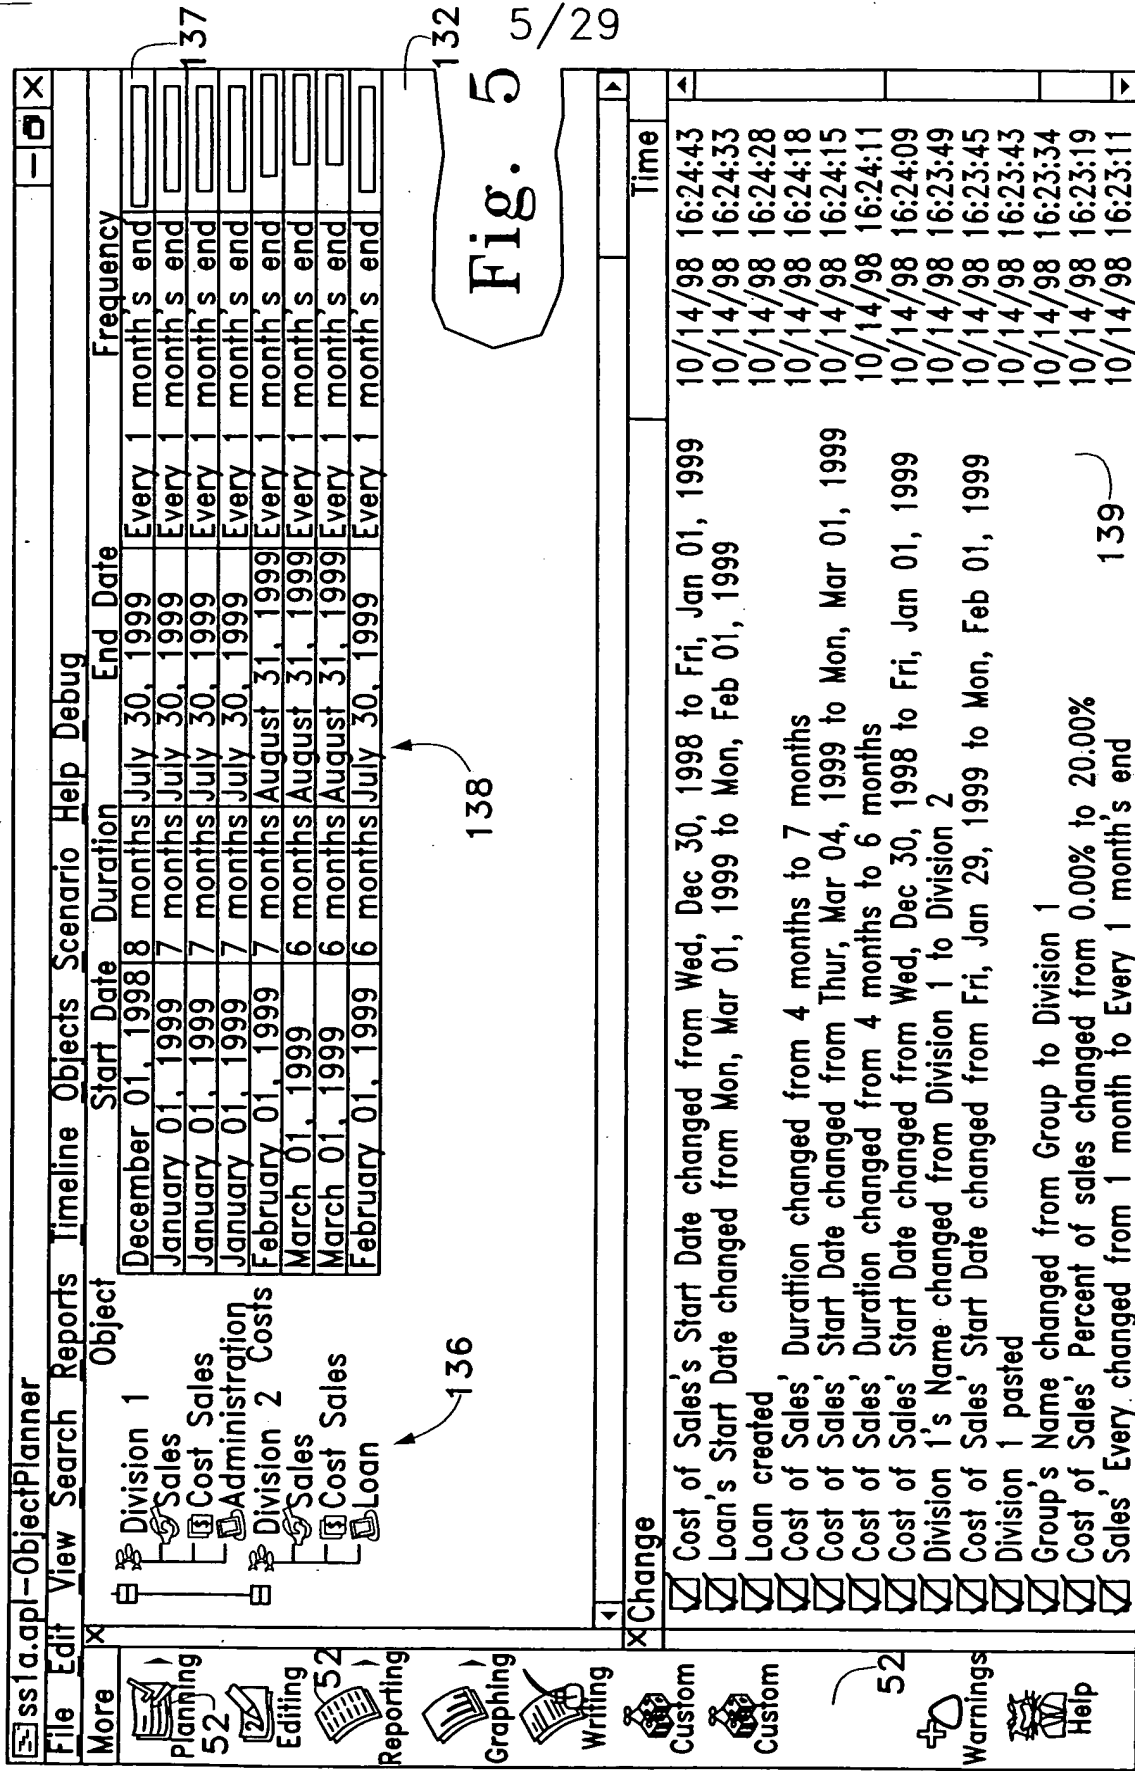 5/29
ss1a.apl-ObjectPlanner
File Edit View Search Reports Timeline Objects Scenario Help Debug
More
Planning
52
Editing
52
Reporting
Graphing
Writing
Custom
Custom
52
Warnings
Help
Object Start Date Duration End Date Frequency
Division 1 December 01, 1998 8 months July 30, 1999 Every 1 month's end
Sales January 01, 1999 7 months July 30, 1999 Every 1 month's end
Cost Sales January 01, 1999 7 months July 30, 1999 Every 1 month's end
Administration Costs January 01, 1999 7 months July 30, 1999 Every 1 month's end
Division 2 February 01, 1999 7 months August 31, 1999 Every 1 month's end
Sales March 01, 1999 6 months August 31, 1999 Every 1 month's end
Cost Sales March 01, 1999 6 months August 31, 1999 Every 1 month's end
Loan February 01, 1999 6 months July 30, 1999 Every 1 month's end
137
132
136
138
Fig. 5
Change Time
Cost of Sales's Start Date changed from Wed, Dec 30, 1998 to Fri, Jan 01, 1999 10/14/98 16:24:43
Loan's Start Date changed from Mon, Mar 01, 1999 to Mon, Feb 01, 1999 10/14/98 16:24:33
Loan created 10/14/98 16:24:28
Cost of Sales' Durattion changed from 4 months to 7 months 10/14/98 16:24:18
Cost of Sales' Start Date changed from Thur, Mar 04, 1999 to Mon, Mar 01, 1999 10/14/98 16:24:15
Cost of Sales' Duration changed from 4 months to 6 months 10/14/98 16:24:11
Cost of Sales' Start Date changed from Wed, Dec 30, 1998 to Fri, Jan 01, 1999 10/14/98 16:24:09
Division 1's Name changed from Division 1 to Division 2 10/14/98 16:23:49
Cost of Sales' Start Date changed from Fri, Jan 29, 1999 to Mon, Feb 01, 1999 10/14/98 16:23:45
Division 1 pasted 10/14/98 16:23:43
Group's Name changed from Group to Division 1 10/14/98 16:23:34
Cost of Sales' Percent of sales changed from 0.00% to 20.00% 10/14/98 16:23:19
Sales' Every changed from 1 month to Every 1 month's end 10/14/98 16:23:11
139